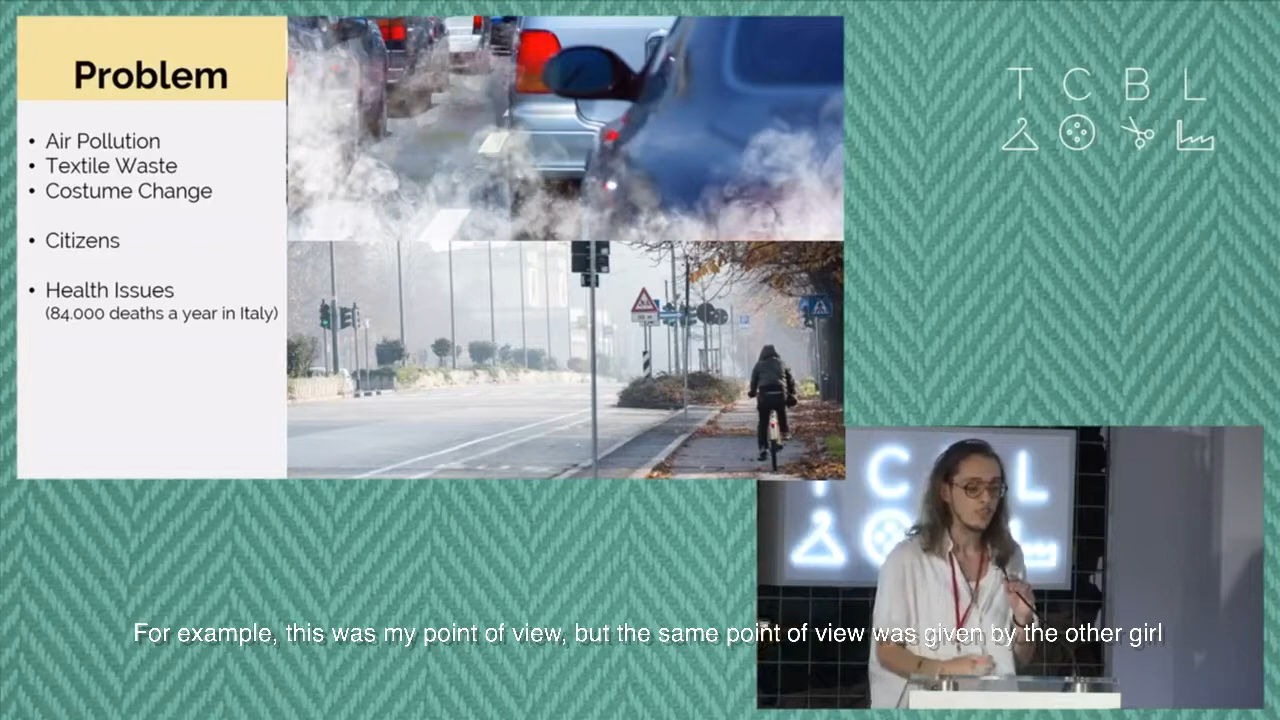 Problem
• Air Pollution
• Textile Waste
• Costume Change
• Citizens
• Health Issues
(84.000 deaths a year in Italy)
T C B L
C L
For example, this was my point of view, but the same point of view was given by the other girl